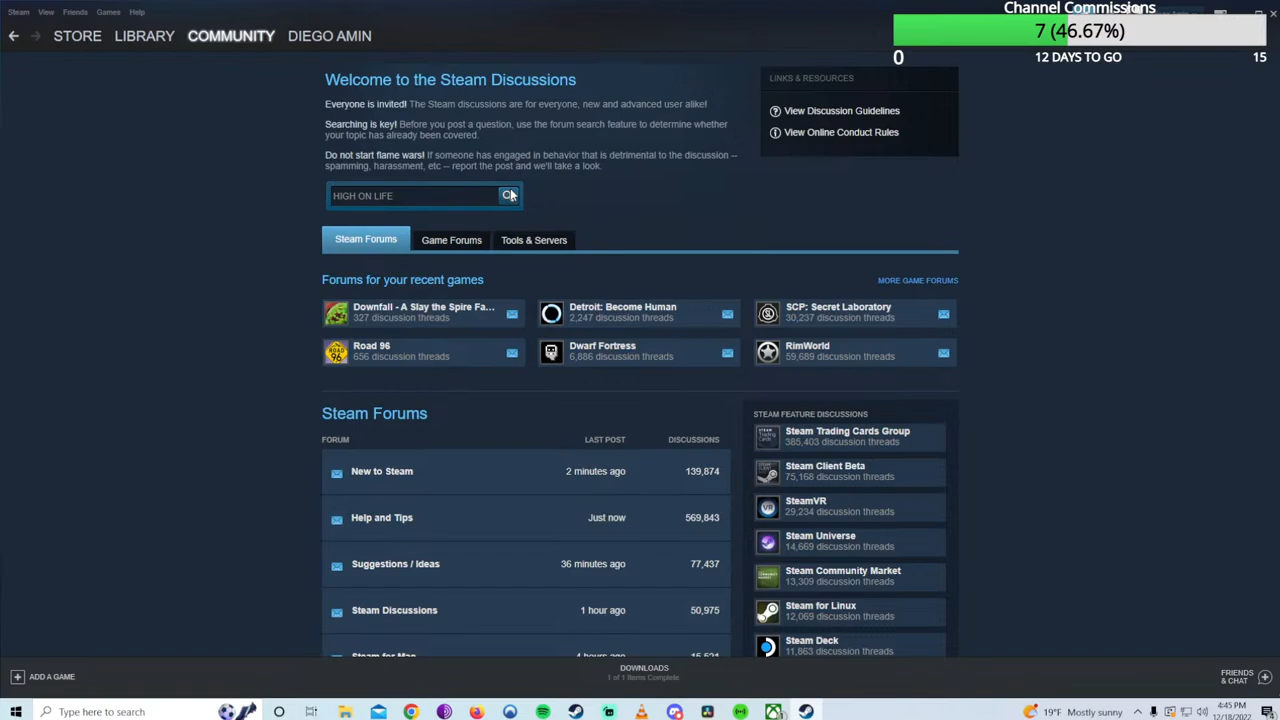 Steam View Friends Games Help
Channel Commissions
STORE LIBRARY COMMUNITY DIEGO AMIN
7 (46.67%)
0 12 DAYS TO GO 15
Welcome to the Steam Discussions
LINKS & RESOURCES
Everyone is invited! The Steam discussions are for everyone, new and advanced user alike!
View Discussion Guidelines
Searching is key! Before you post a question, use the forum search feature to determine whether
your topic has already been covered.
View Online Conduct Rules
Do not start flame wars! If someone has engaged in behavior that is detrimental to the discussion --
spamming, harassment, etc -- report the post and we'll take a look.
HIGH ON LIFE
Steam Forums Game Forums Tools & Servers
Forums for your recent games
MORE GAME FORUMS
Downfall - A Slay the Spire Fa...
327 discussion threads
Detroit: Become Human
2,247 discussion threads
SCP: Secret Laboratory
30,237 discussion threads
Road 96
656 discussion threads
Dwarf Fortress
6,886 discussion threads
RimWorld
59,689 discussion threads
Steam Forums
FORUM LAST POST DISCUSSIONS
New to Steam 2 minutes ago 139,874
Help and Tips Just now 569,843
Suggestions / Ideas 36 minutes ago 77,437
Steam Discussions 1 hour ago 50,975
Steam for Mac 4 hours ago 15,521
STEAM FEATURE DISCUSSIONS
Steam Trading Cards Group
385,403 discussion threads
Steam Client Beta
75,168 discussion threads
SteamVR
29,234 discussion threads
Steam Universe
14,669 discussion threads
Steam Community Market
13,309 discussion threads
Steam for Linux
12,069 discussion threads
Steam Deck
11,863 discussion threads
ADD A GAME
DOWNLOADS
1 of 1 Items Complete
FRIENDS
& CHAT
Type here to search
19°F Mostly sunny
4:45 PM
12/18/2022